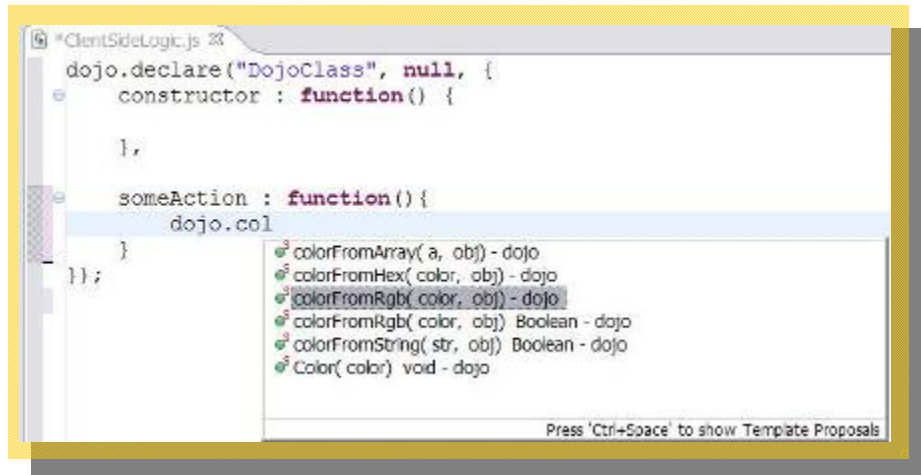 *ClientSideLogic.js
dojo.declare("DojoClass", null, {
constructor : function() {
},
someAction : function(){
dojo.col
}
});
colorFromArray( a, obj) - dojo
colorFromHex( color, obj) - dojo
colorFromRgb( color, obj) - dojo
colorFromRgb( color, obj) Boolean - dojo
colorFromString( str, obj) Boolean - dojo
Color( color) void - dojo
Press 'Ctrl+Space' to show Template Proposals